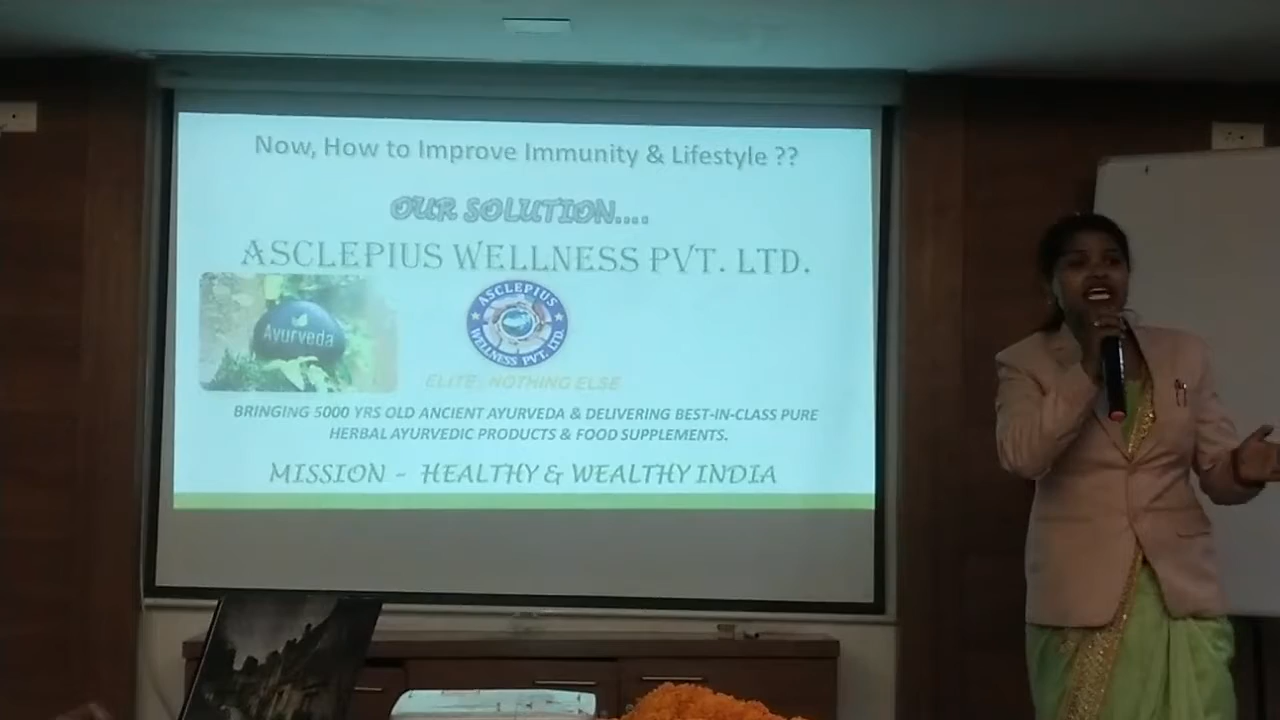 Now, How to Improve Immunity & Lifestyle ??
OUR SOLUTION....
ASCLEPIUS WELLNESS PVT. LTD.
Ayurveda
ASCLEPIUS
WELLNESS PVT. LTD.
ELITE, NOTHING ELSE
BRINGING 5000 YRS OLD ANCIENT AYURVEDA & DELIVERING BEST-IN-CLASS PURE
HERBAL AYURVEDIC PRODUCTS & FOOD SUPPLEMENTS.
MISSION - HEALTHY & WEALTHY INDIA